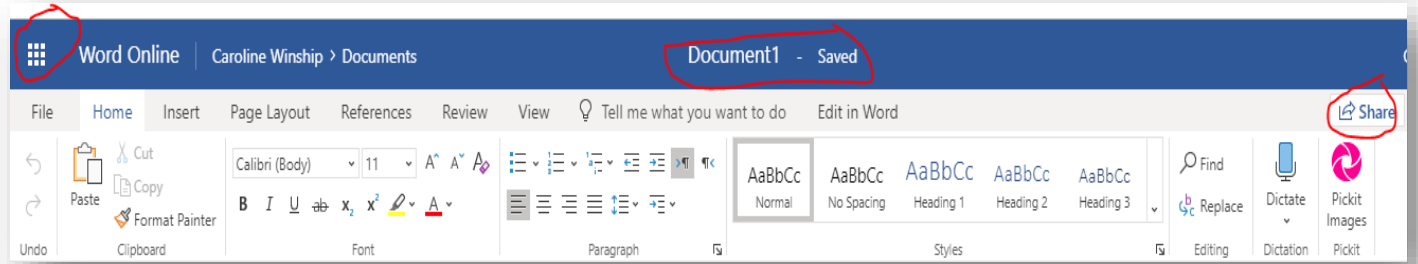 Word Online | Caroline Winship > Documents Document1 - Saved
File Home Insert Page Layout References Review View Tell me what you want to do Edit in Word Share
Cut
Copy
Format Painter
Paste
Undo Clipboard
Calibri (Body) 11 A^ A˅ A
B I U ab x₂ x² A
Font
Paragraph
AaBbCc AaBbCc AaBbCc AaBbCc AaBbCc
Normal No Spacing Heading 1 Heading 2 Heading 3
Styles
Find
Replace
Editing
Dictate
Dictation
Pickit
Images
Pickit